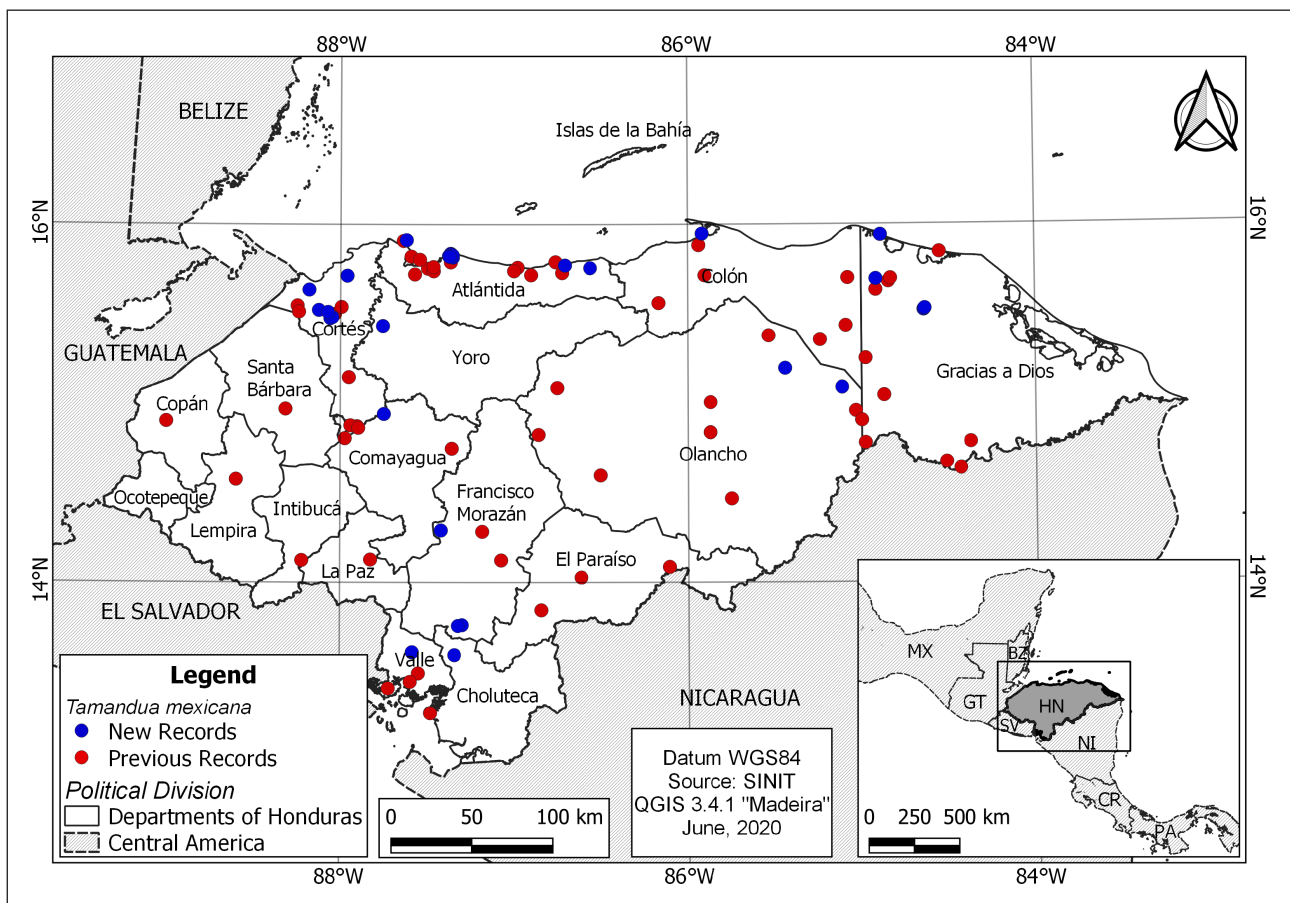 88°W
86°W
84°W
BELIZE
Islas de la Bahía
16°N
16°N
Colón
Atlántida
Cortés
GUATEMALA
Yoro
Santa
Bárbara
Gracias a Dios
Copán
Olancho
Comayagua
Francisco
Morazán
Ocotepeque
Intibucá
Lempira
El Paraíso
La Paz
14°N
14°N
EL SALVADOR
Valle
Choluteca
NICARAGUA
Legend
Tamandua mexicana
New Records
Previous Records
Political Division
Departments of Honduras
Central America
0 50 100 km
Datum WGS84
Source: SINIT
QGIS 3.4.1 "Madeira"
June, 2020
MX
BZ
GT
HN
SV
NI
CR
PA
0 250 500 km
88°W
86°W
84°W